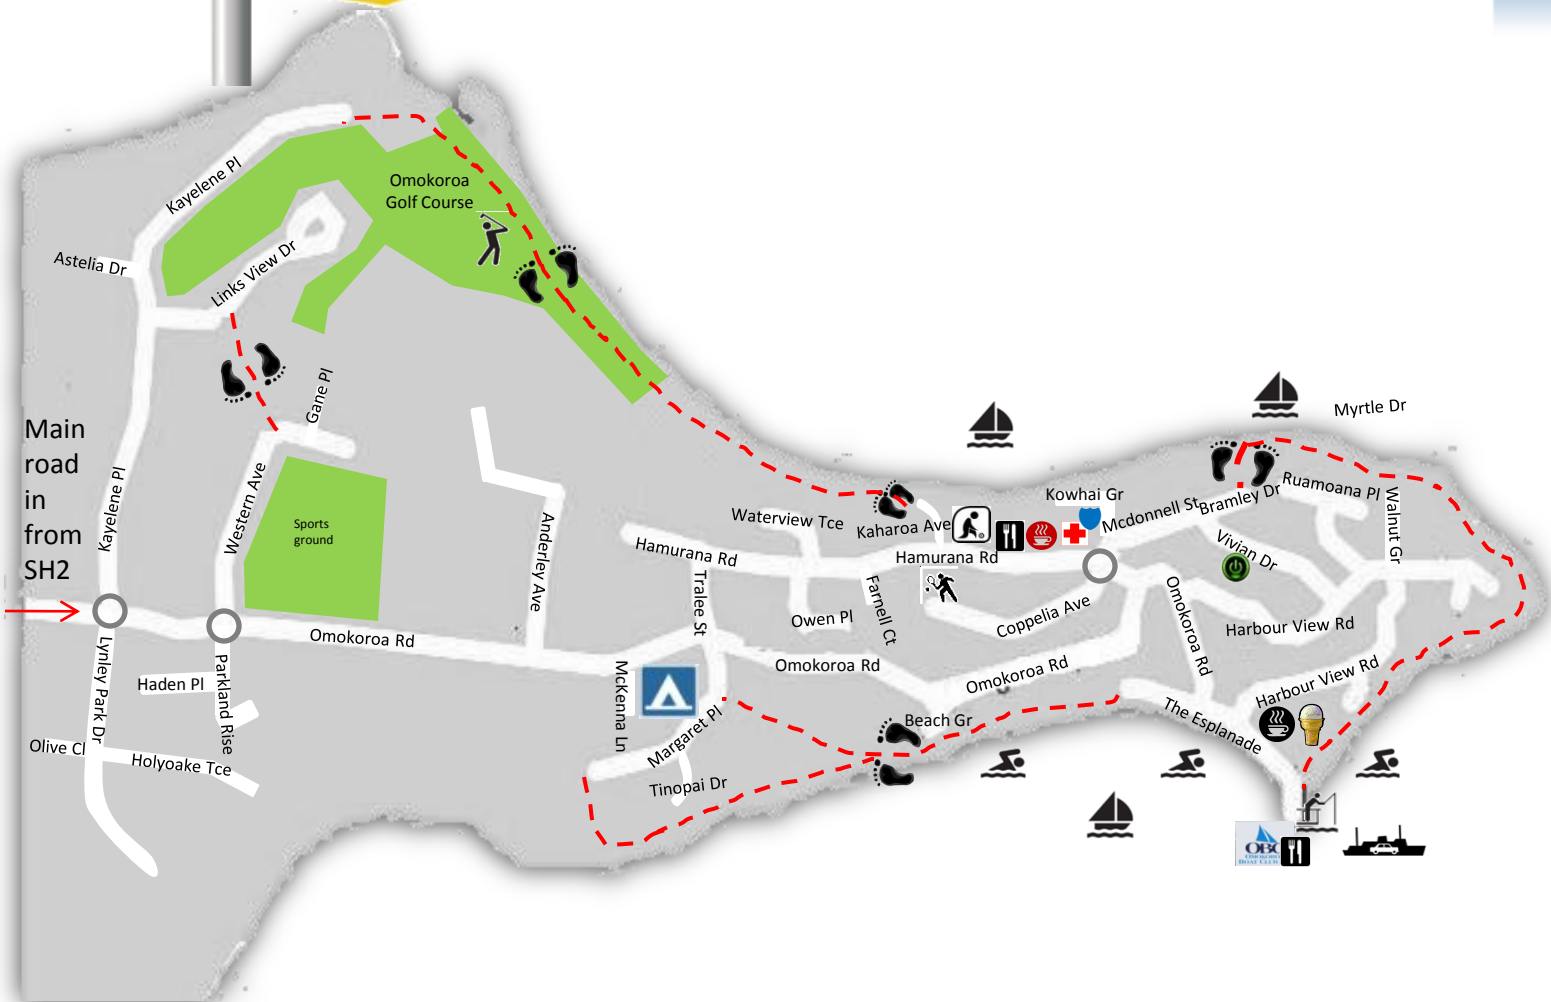 Omokoroa
Golf Course
Kayelene Pl
Astelia Dr
Links View Dr
Gane Pl
Main
road
in
from
SH2
Kayelene Pl
Western Ave
Sports
ground
Anderley Ave
Myrtle Dr
Ruamoana Pl
Bramley Dr
Walnut Gr
Kowhai Gr
Mcdonnell St
Waterview Tce
Kaharoa Ave
Hamurana Rd
Hamurana Rd
Vivian Dr
Tralee St
Farnell Ct
Owen Pl
Coppelia Ave
Omokoroa Rd
Harbour View Rd
Omokoroa Rd
Omokoroa Rd
Omokoroa Rd
Harbour View Rd
Lynley Park Dr
Haden Pl
Parkland Rise
McKenna Ln
Margaret Pl
Beach Gr
The Esplanade
Olive Cl
Holyoake Tce
Tinopai Dr
OBC
OMOKOROA
BOAT CLUB